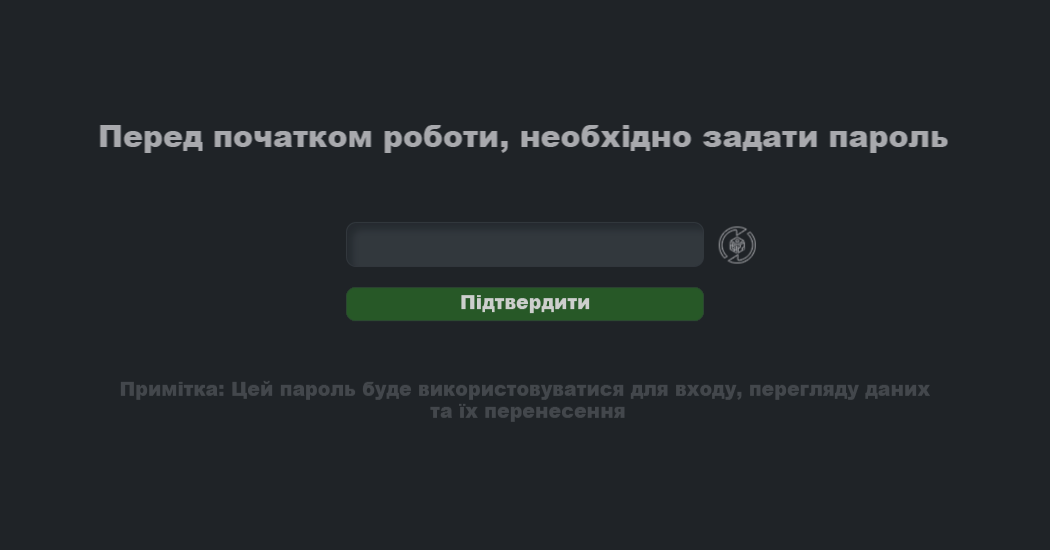 Перед початком роботи, необхідно задати пароль
Підтвердити
Примітка: Цей пароль буде використовуватися для входу, перегляду даних
та їх перенесення